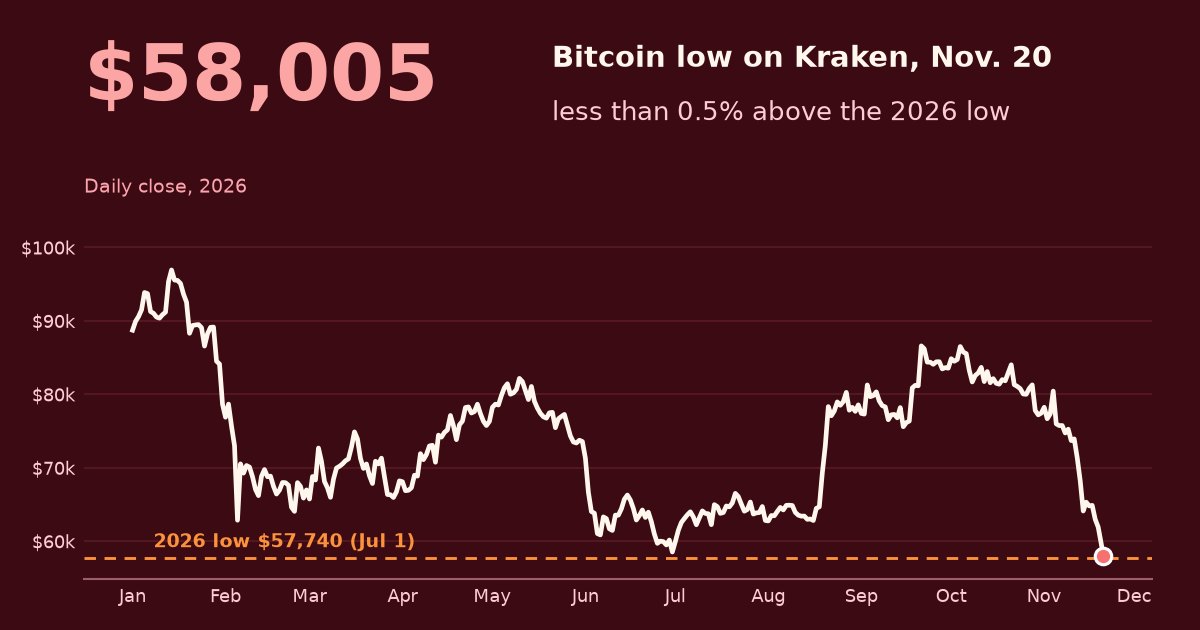 $58,005
Bitcoin low on Kraken, Nov. 20
less than 0.5% above the 2026 low
Daily close, 2026
$100k
$90k
$80k
$70k
$60k
2026 low $57,740 (Jul 1)
Jan Feb Mar Apr May Jun Jul Aug Sep Oct Nov Dec